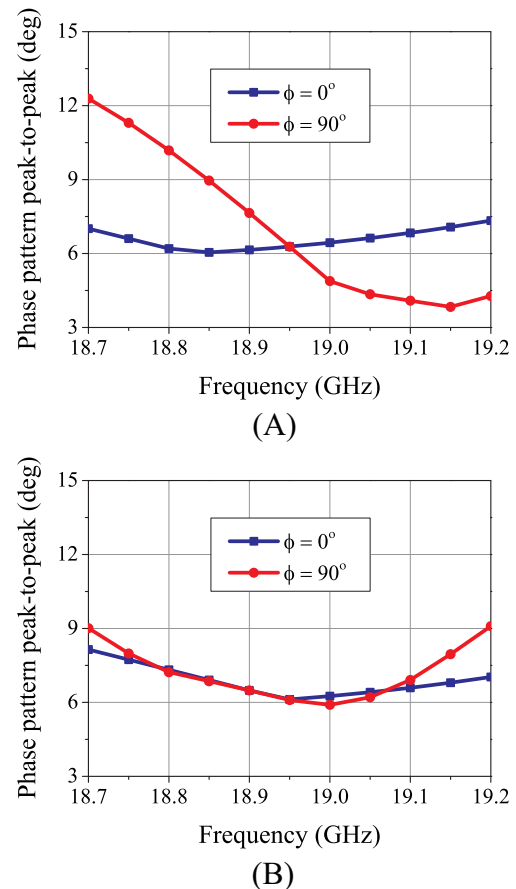 Phase pattern peak-to-peak (deg)
15
12
9
6
3
ϕ = 0°
ϕ = 90°
18.7 18.8 18.9 19.0 19.1 19.2
Frequency (GHz)
(A)
Phase pattern peak-to-peak (deg)
15
12
9
6
3
ϕ = 0°
ϕ = 90°
18.7 18.8 18.9 19.0 19.1 19.2
Frequency (GHz)
(B)